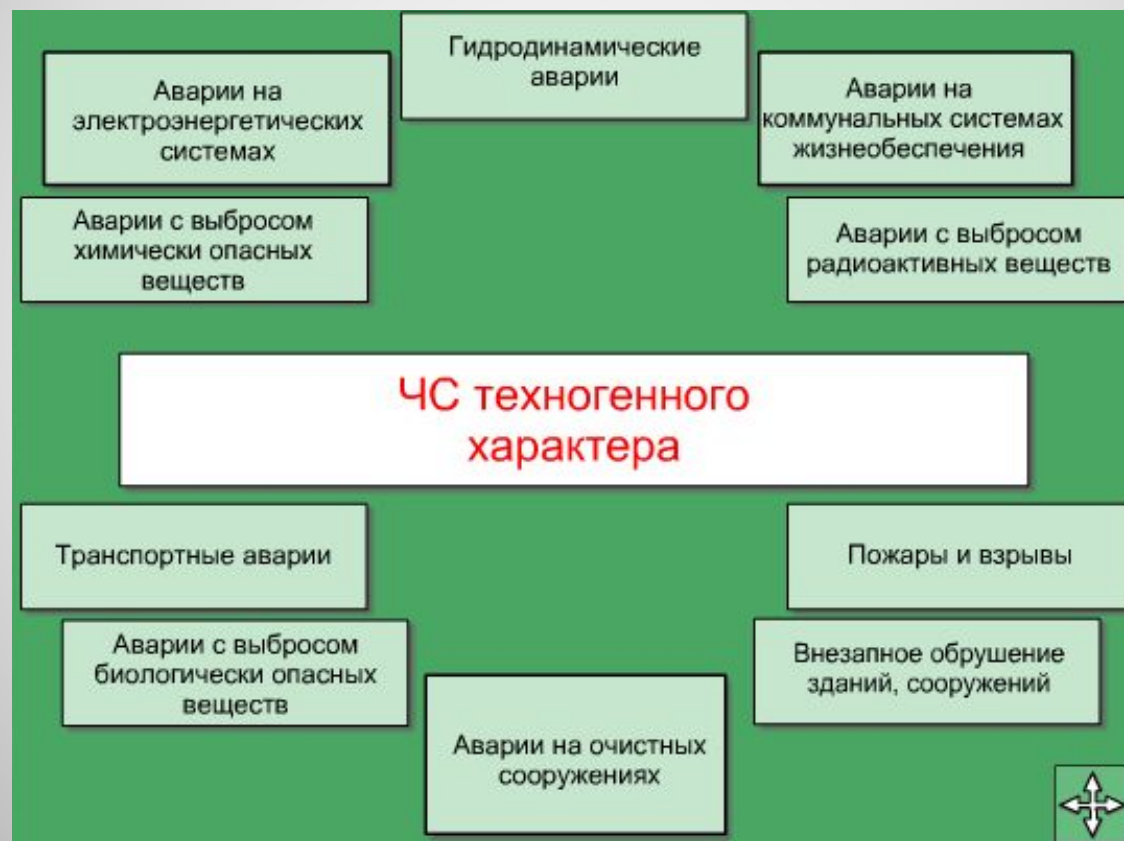 Гидродинамические
аварии
Аварии на
электроэнергетических
системах
Аварии на
коммунальных системах
жизнеобеспечения
Аварии с выбросом
химически опасных
веществ
Аварии с выбросом
радиоактивных веществ
ЧС техногенного
характера
Транспортные аварии
Пожары и взрывы
Аварии с выбросом
биологически опасных
веществ
Внезапное обрушение
зданий, сооружений
Аварии на очистных
сооружениях